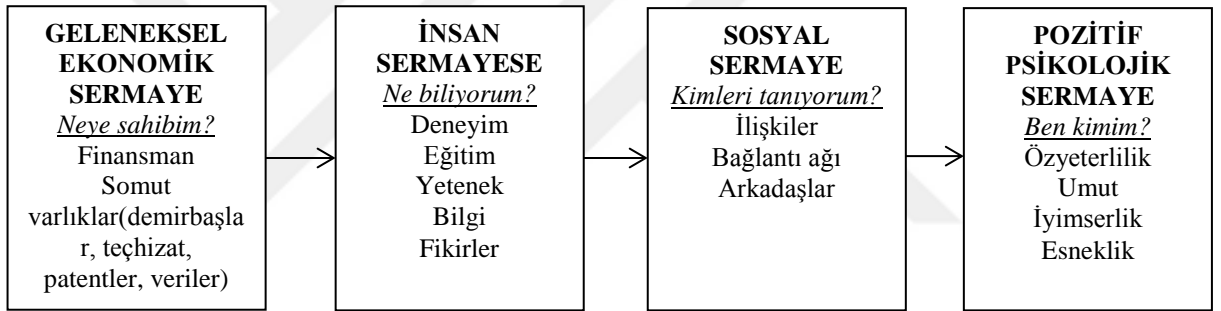 GELENEKSEL
EKONOMİK
SERMAYE
Neye sahibim?
Finansman
Somut
varlıklar(demirbaşla
r, teçhizat,
patentler, veriler)
İNSAN
SERMAYESE
Ne biliyorum?
Deneyim
Eğitim
Yetenek
Bilgi
Fikirler
SOSYAL
SERMAYE
Kimleri tanıyorum?
İlişkiler
Bağlantı ağı
Arkadaşlar
POZİTİF
PSİKOLOJİK
SERMAYE
Ben kimim?
Özyeterlilik
Umut
İyimserlik
Esneklik